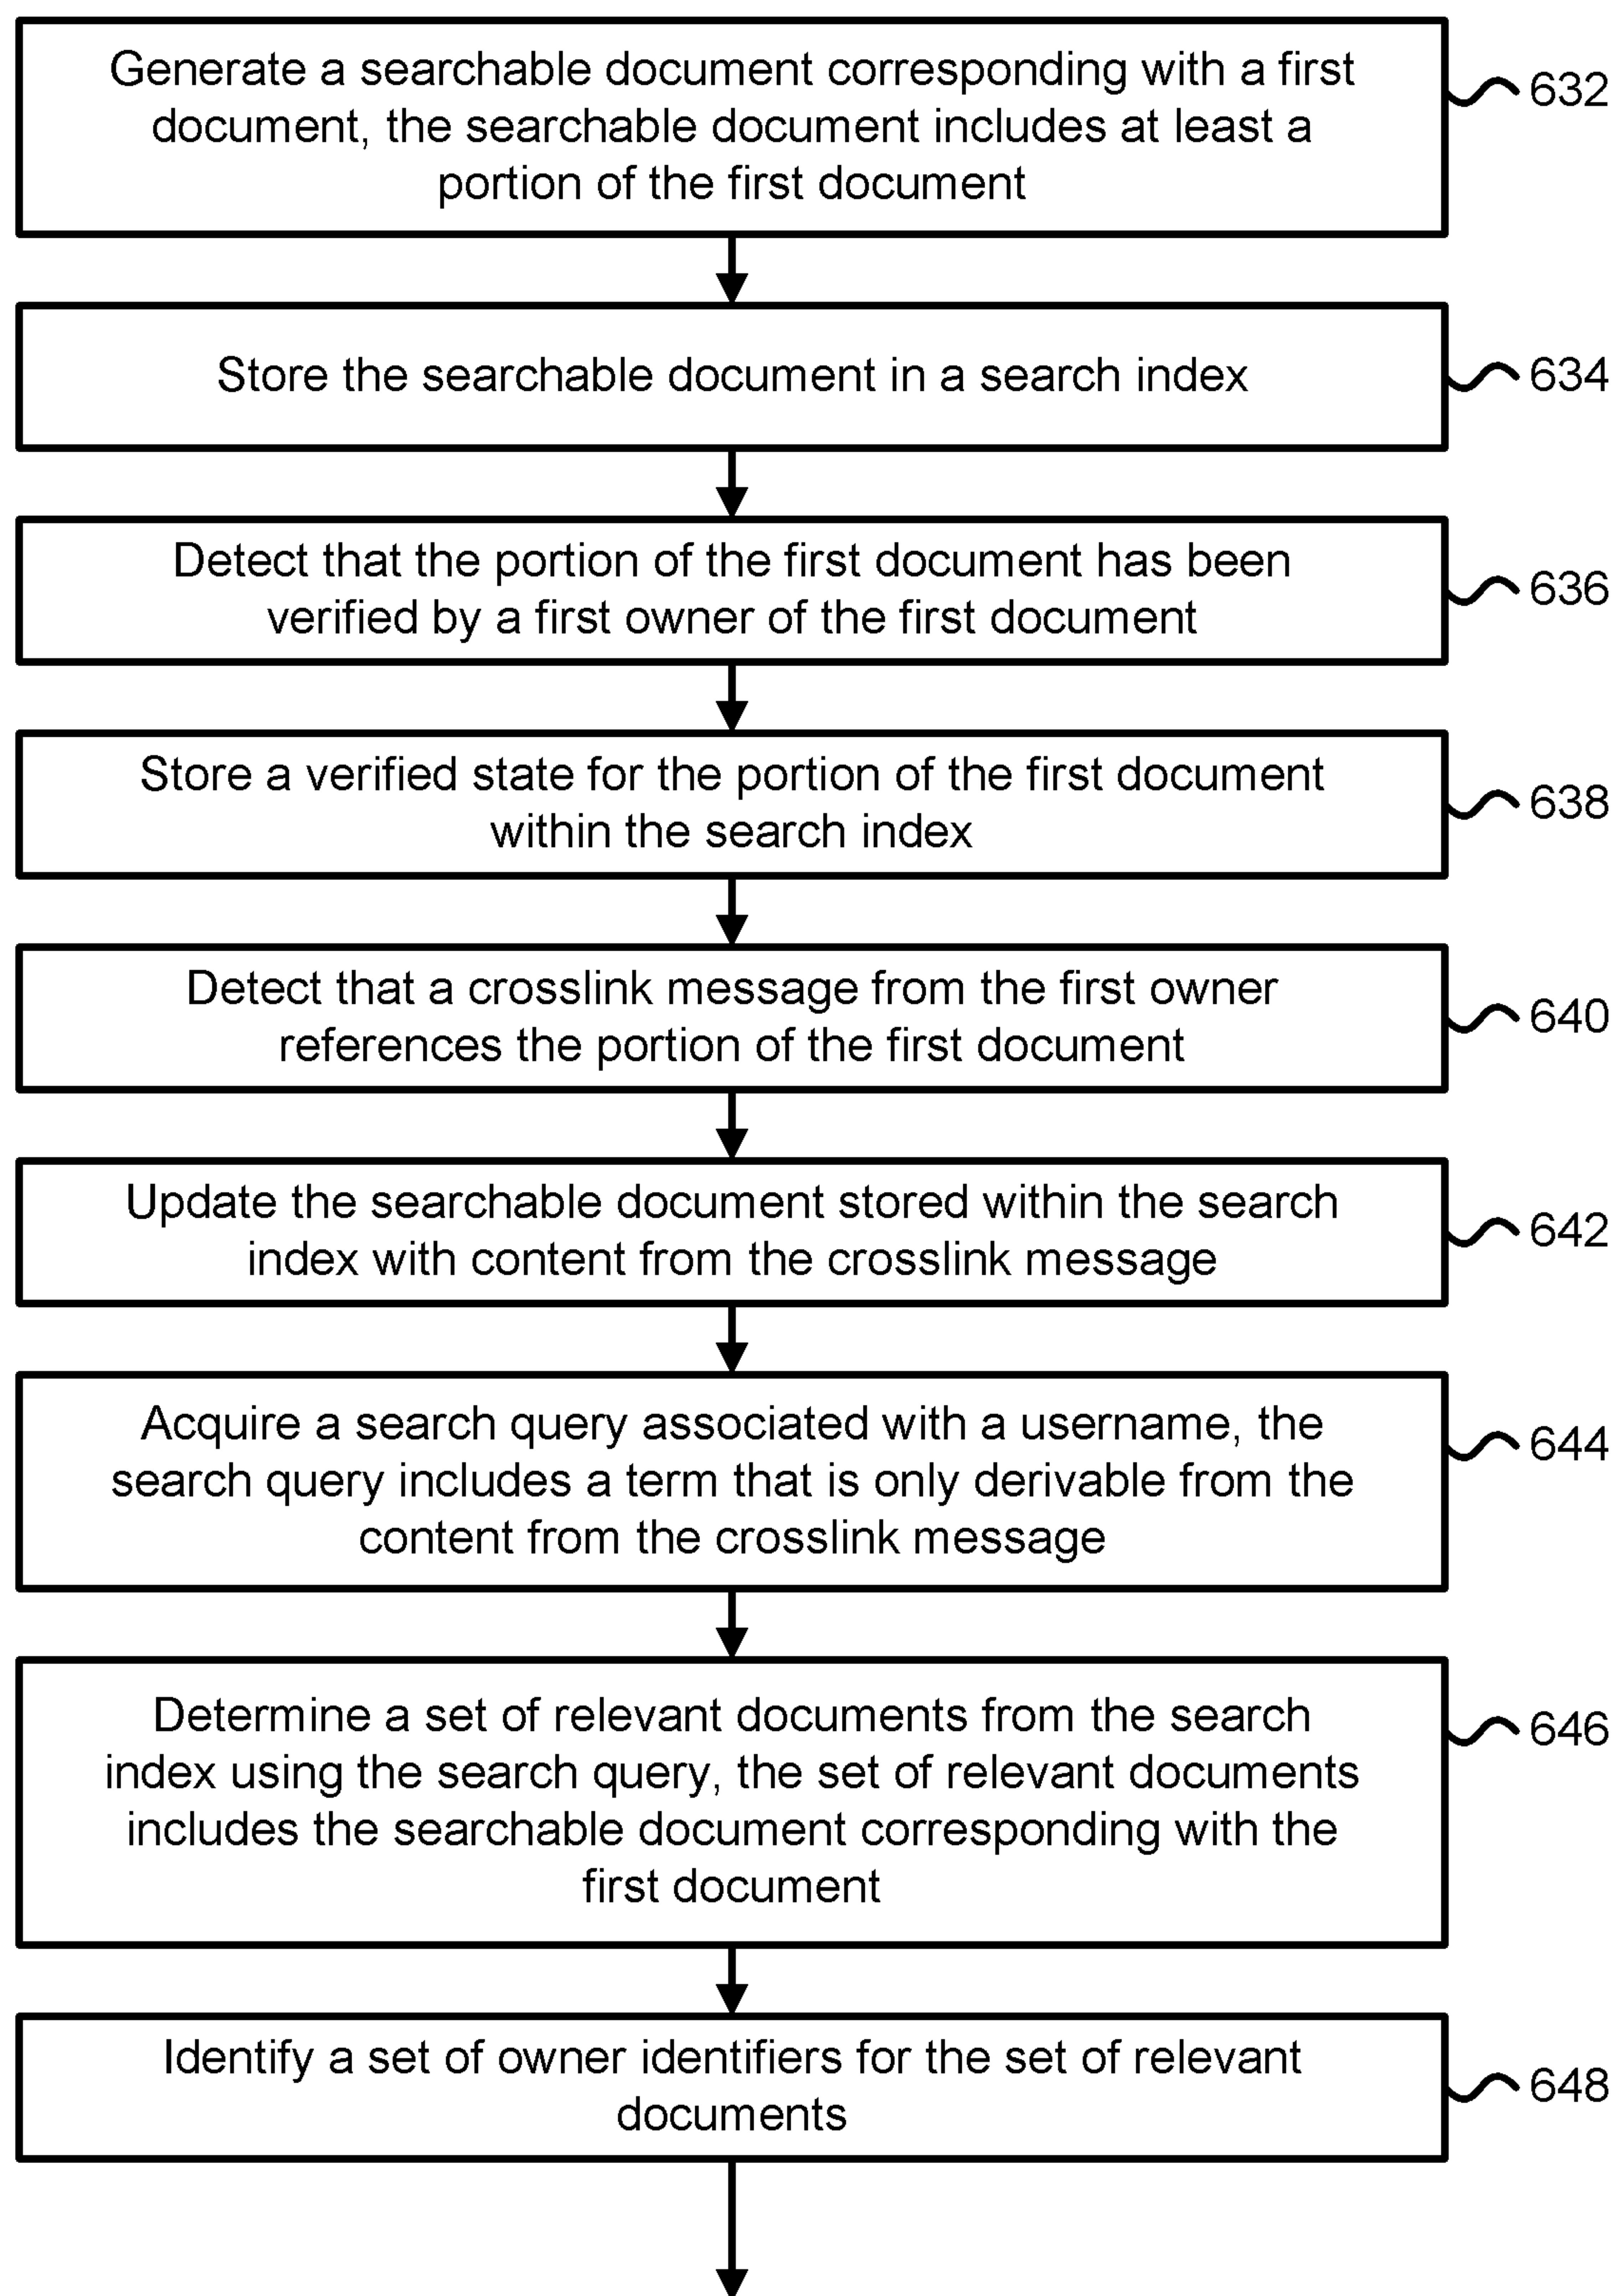 Generate a searchable document corresponding with a first
document, the searchable document includes at least a
portion of the first document
632
Store the searchable document in a search index
634
Detect that the portion of the first document has been
verified by a first owner of the first document
636
Store a verified state for the portion of the first document
within the search index
638
Detect that a crosslink message from the first owner
references the portion of the first document
640
Update the searchable document stored within the search
index with content from the crosslink message
642
Acquire a search query associated with a username, the
search query includes a term that is only derivable from the
content from the crosslink message
644
Determine a set of relevant documents from the search
index using the search query, the set of relevant documents
includes the searchable document corresponding with the
first document
646
Identify a set of owner identifiers for the set of relevant
documents
648